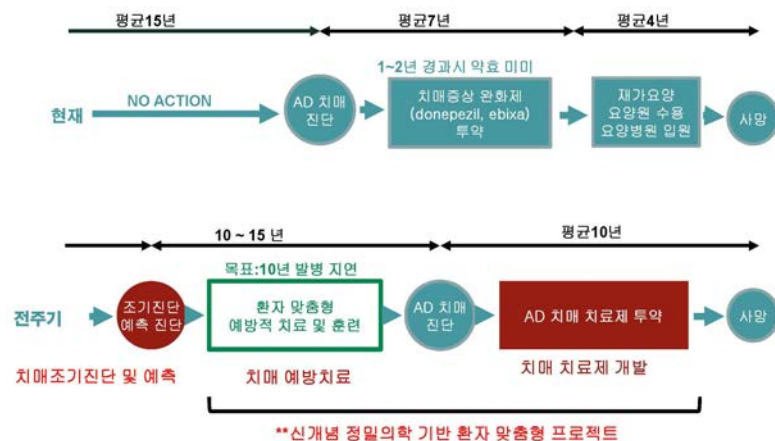 평균15년
평균7년
평균4년
1~2년 경과시 약효 미미
현재
NO ACTION
AD 치매
진단
치매증상 완화제
(donepezil, ebixa)
투약
재가요양
요양원 수용
요양병원 입원
사망
10 ~ 15 년
평균10년
목표:10년 발병 지연
전주기
조기진단
예측 진단
환자 맞춤형
예방적 치료 및 훈련
AD 치매
진단
AD 치매 치료제 투약
사망
치매조기진단 및 예측
치매 예방치료
치매 치료제 개발
**신개념 정밀의학 기반 환자 맞춤형 프로젝트